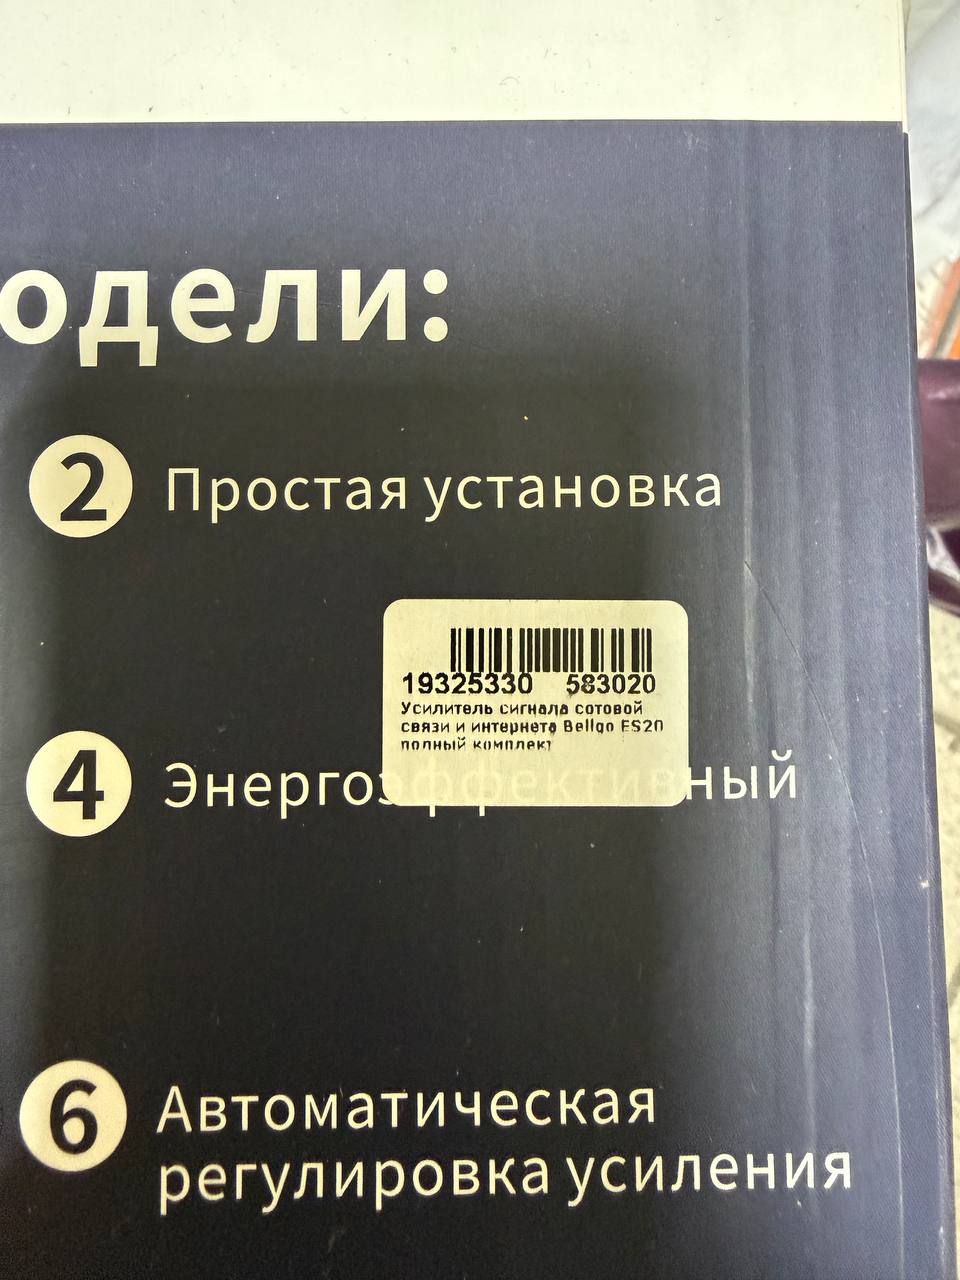 одели:
2 Простая установка
19325330 583020
Усилитель сигнала сотовой
связи и интернета Bellgo ES20
полный комплект
4 Энергоэффективный
6 Автоматическая
регулировка усиления